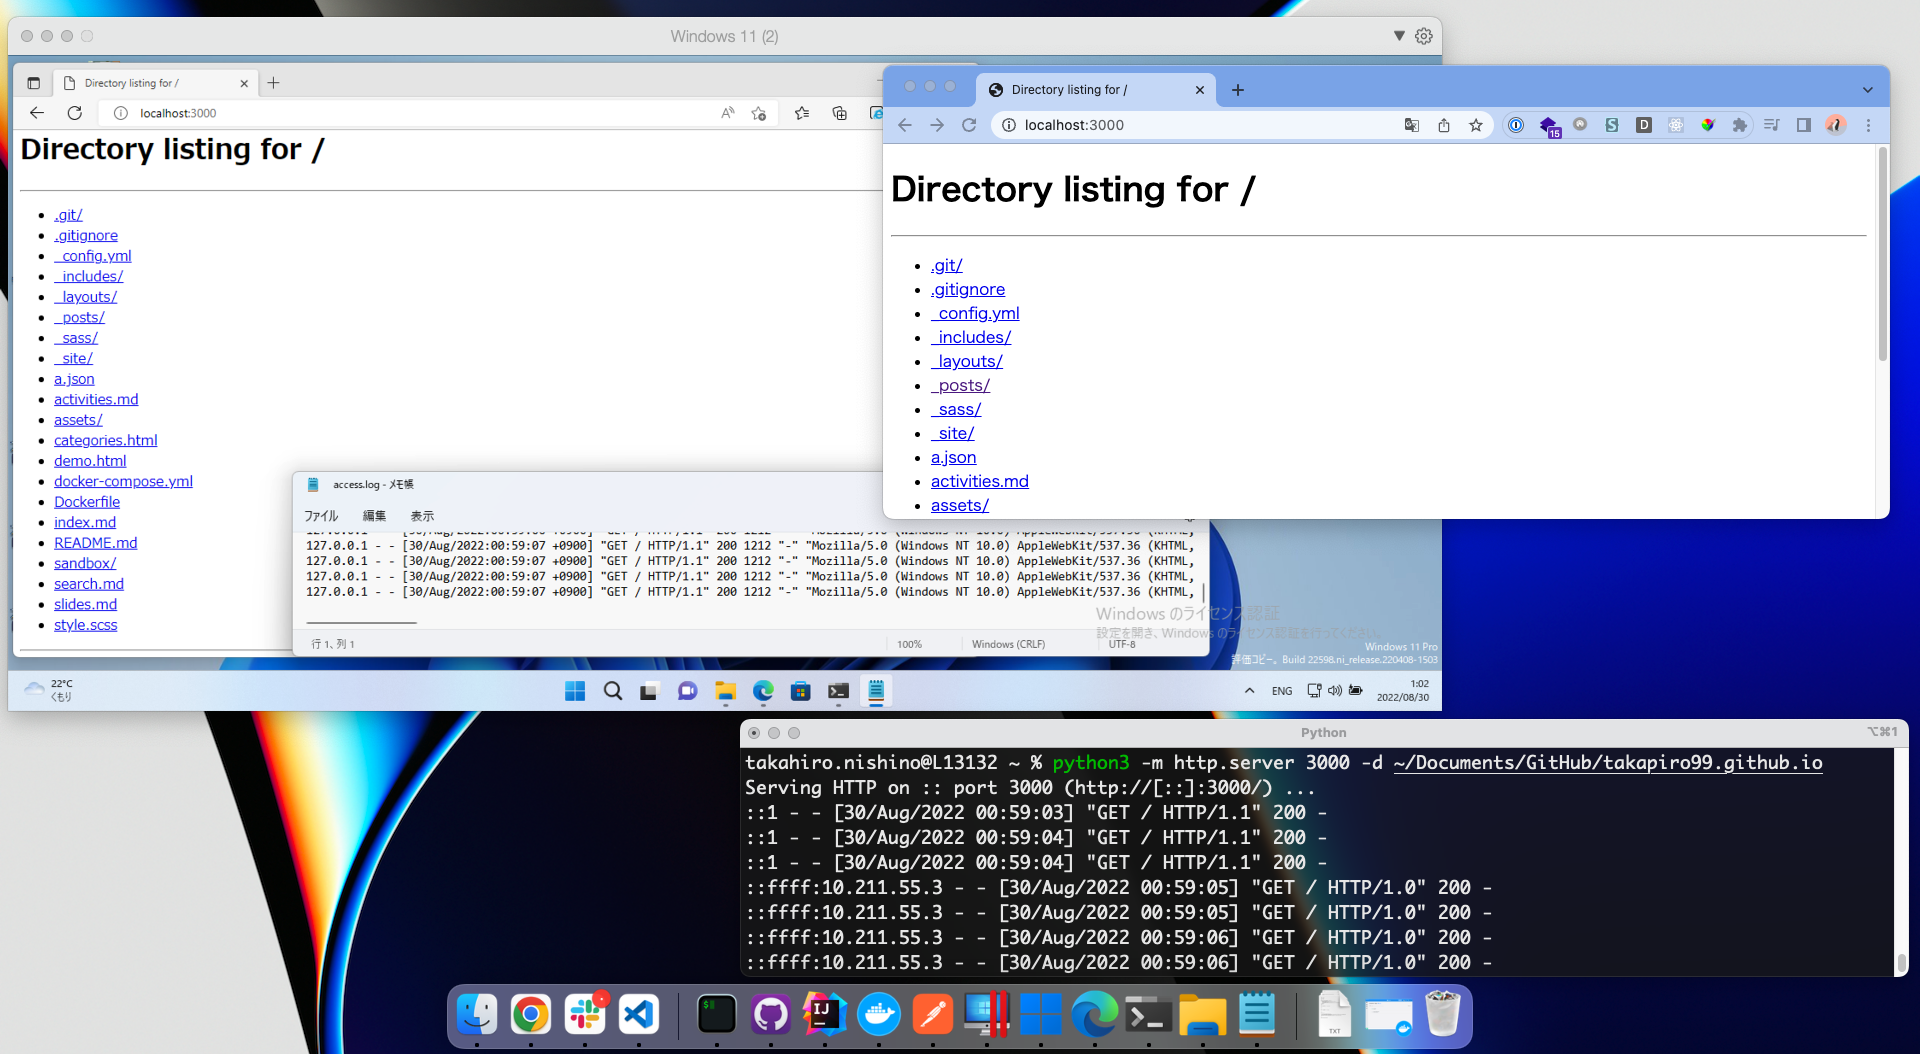 Windows 11 (2)
Directory listing for /
localhost:3000
Directory listing for /
.git/
.gitignore
_config.yml
_includes/
_layouts/
_posts/
_sass/
_site/
a.json
activities.md
assets/
categories.html
demo.html
docker-compose.yml
Dockerfile
index.md
README.md
sandbox/
search.md
slides.md
style.scss
Directory listing for /
localhost:3000
15
Directory listing for /
.git/
.gitignore
_config.yml
_includes/
_layouts/
_posts/
_sass/
_site/
a.json
activities.md
assets/
access.log - メモ帳
ファイル 編集 表示
127.0.0.1 - - [30/Aug/2022:00:59:07 +0900] "GET / HTTP/1.1" 200 1212 "-" "Mozilla/5.0 (Windows NT 10.0) AppleWebKit/537.36 (KHTML,
127.0.0.1 - - [30/Aug/2022:00:59:07 +0900] "GET / HTTP/1.1" 200 1212 "-" "Mozilla/5.0 (Windows NT 10.0) AppleWebKit/537.36 (KHTML,
127.0.0.1 - - [30/Aug/2022:00:59:07 +0900] "GET / HTTP/1.1" 200 1212 "-" "Mozilla/5.0 (Windows NT 10.0) AppleWebKit/537.36 (KHTML,
127.0.0.1 - - [30/Aug/2022:00:59:07 +0900] "GET / HTTP/1.1" 200 1212 "-" "Mozilla/5.0 (Windows NT 10.0) AppleWebKit/537.36 (KHTML,
行 1、列 1 100% Windows (CRLF) UTF-8
Windows のライセンス認証
設定を開き、Windows のライセンス認証を行ってください。
Windows 11 Pro
評価コピー。 Build 22598.ni_release.220408-1503
22°C
くもり
ENG
1:02
2022/08/30
Python
⌥⌘1
takahiro.nishino@L13132 ~ % python3 -m http.server 3000 -d ~/Documents/GitHub/takapiro99.github.io
Serving HTTP on :: port 3000 (http://[::]:3000/) ...
::1 - - [30/Aug/2022 00:59:03] "GET / HTTP/1.1" 200 -
::1 - - [30/Aug/2022 00:59:04] "GET / HTTP/1.1" 200 -
::1 - - [30/Aug/2022 00:59:04] "GET / HTTP/1.1" 200 -
::ffff:10.211.55.3 - - [30/Aug/2022 00:59:05] "GET / HTTP/1.0" 200 -
::ffff:10.211.55.3 - - [30/Aug/2022 00:59:05] "GET / HTTP/1.0" 200 -
::ffff:10.211.55.3 - - [30/Aug/2022 00:59:06] "GET / HTTP/1.0" 200 -
::ffff:10.211.55.3 - - [30/Aug/2022 00:59:06] "GET / HTTP/1.0" 200 -
IJ
TXT